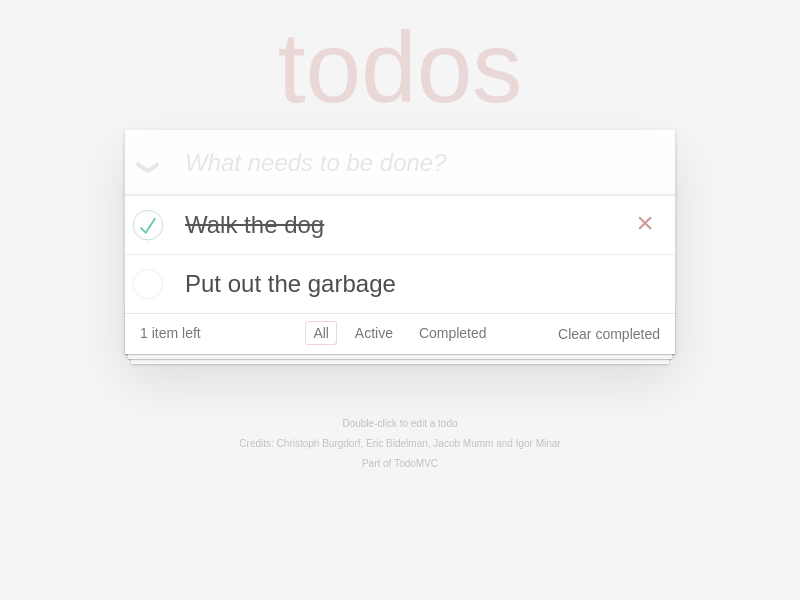 todos
What needs to be done?
Walk the dog
Put out the garbage
1 item left All Active Completed Clear completed
Double-click to edit a todo
Credits: Christoph Burgdorf, Eric Bidelman, Jacob Mumm and Igor Minar
Part of TodoMVC